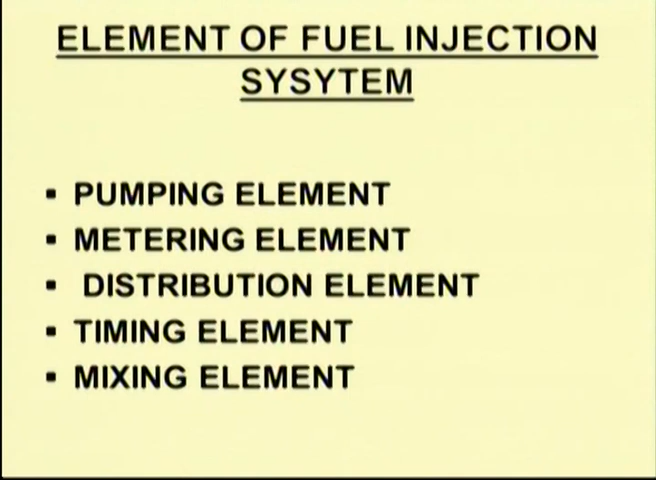 ELEMENT OF FUEL INJECTION
SYSYTEM
▪ PUMPING ELEMENT
▪ METERING ELEMENT
▪ DISTRIBUTION ELEMENT
▪ TIMING ELEMENT
▪ MIXING ELEMENT